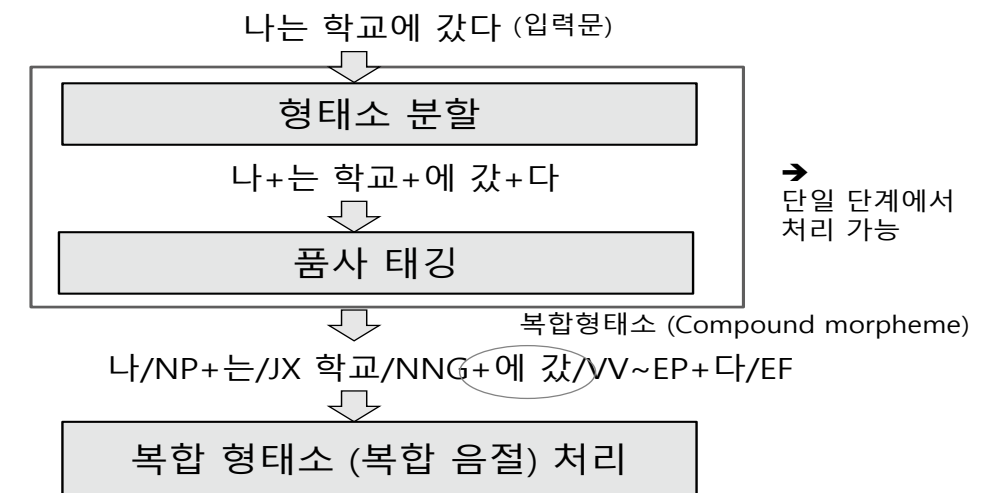 나는 학교에 갔다 (입력문)
형태소 분할
나+는 학교+에 갔+다
➔
단일 단계에서
처리 가능
품사 태깅
복합형태소 (Compound morpheme)
나/NP+는/JX 학교/NNG+에 갔/VV~EP+다/EF
복합 형태소 (복합 음절) 처리